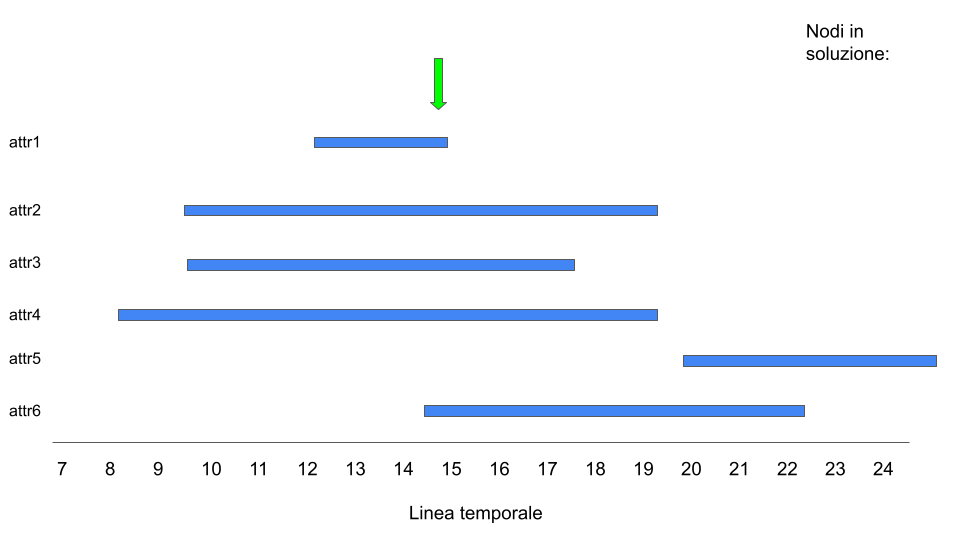 Nodi in
soluzione:
attr1
attr2
attr3
attr4
attr5
attr6
7 8 9 10 11 12 13 14 15 16 17 18 19 20 21 22 23 24
Linea temporale